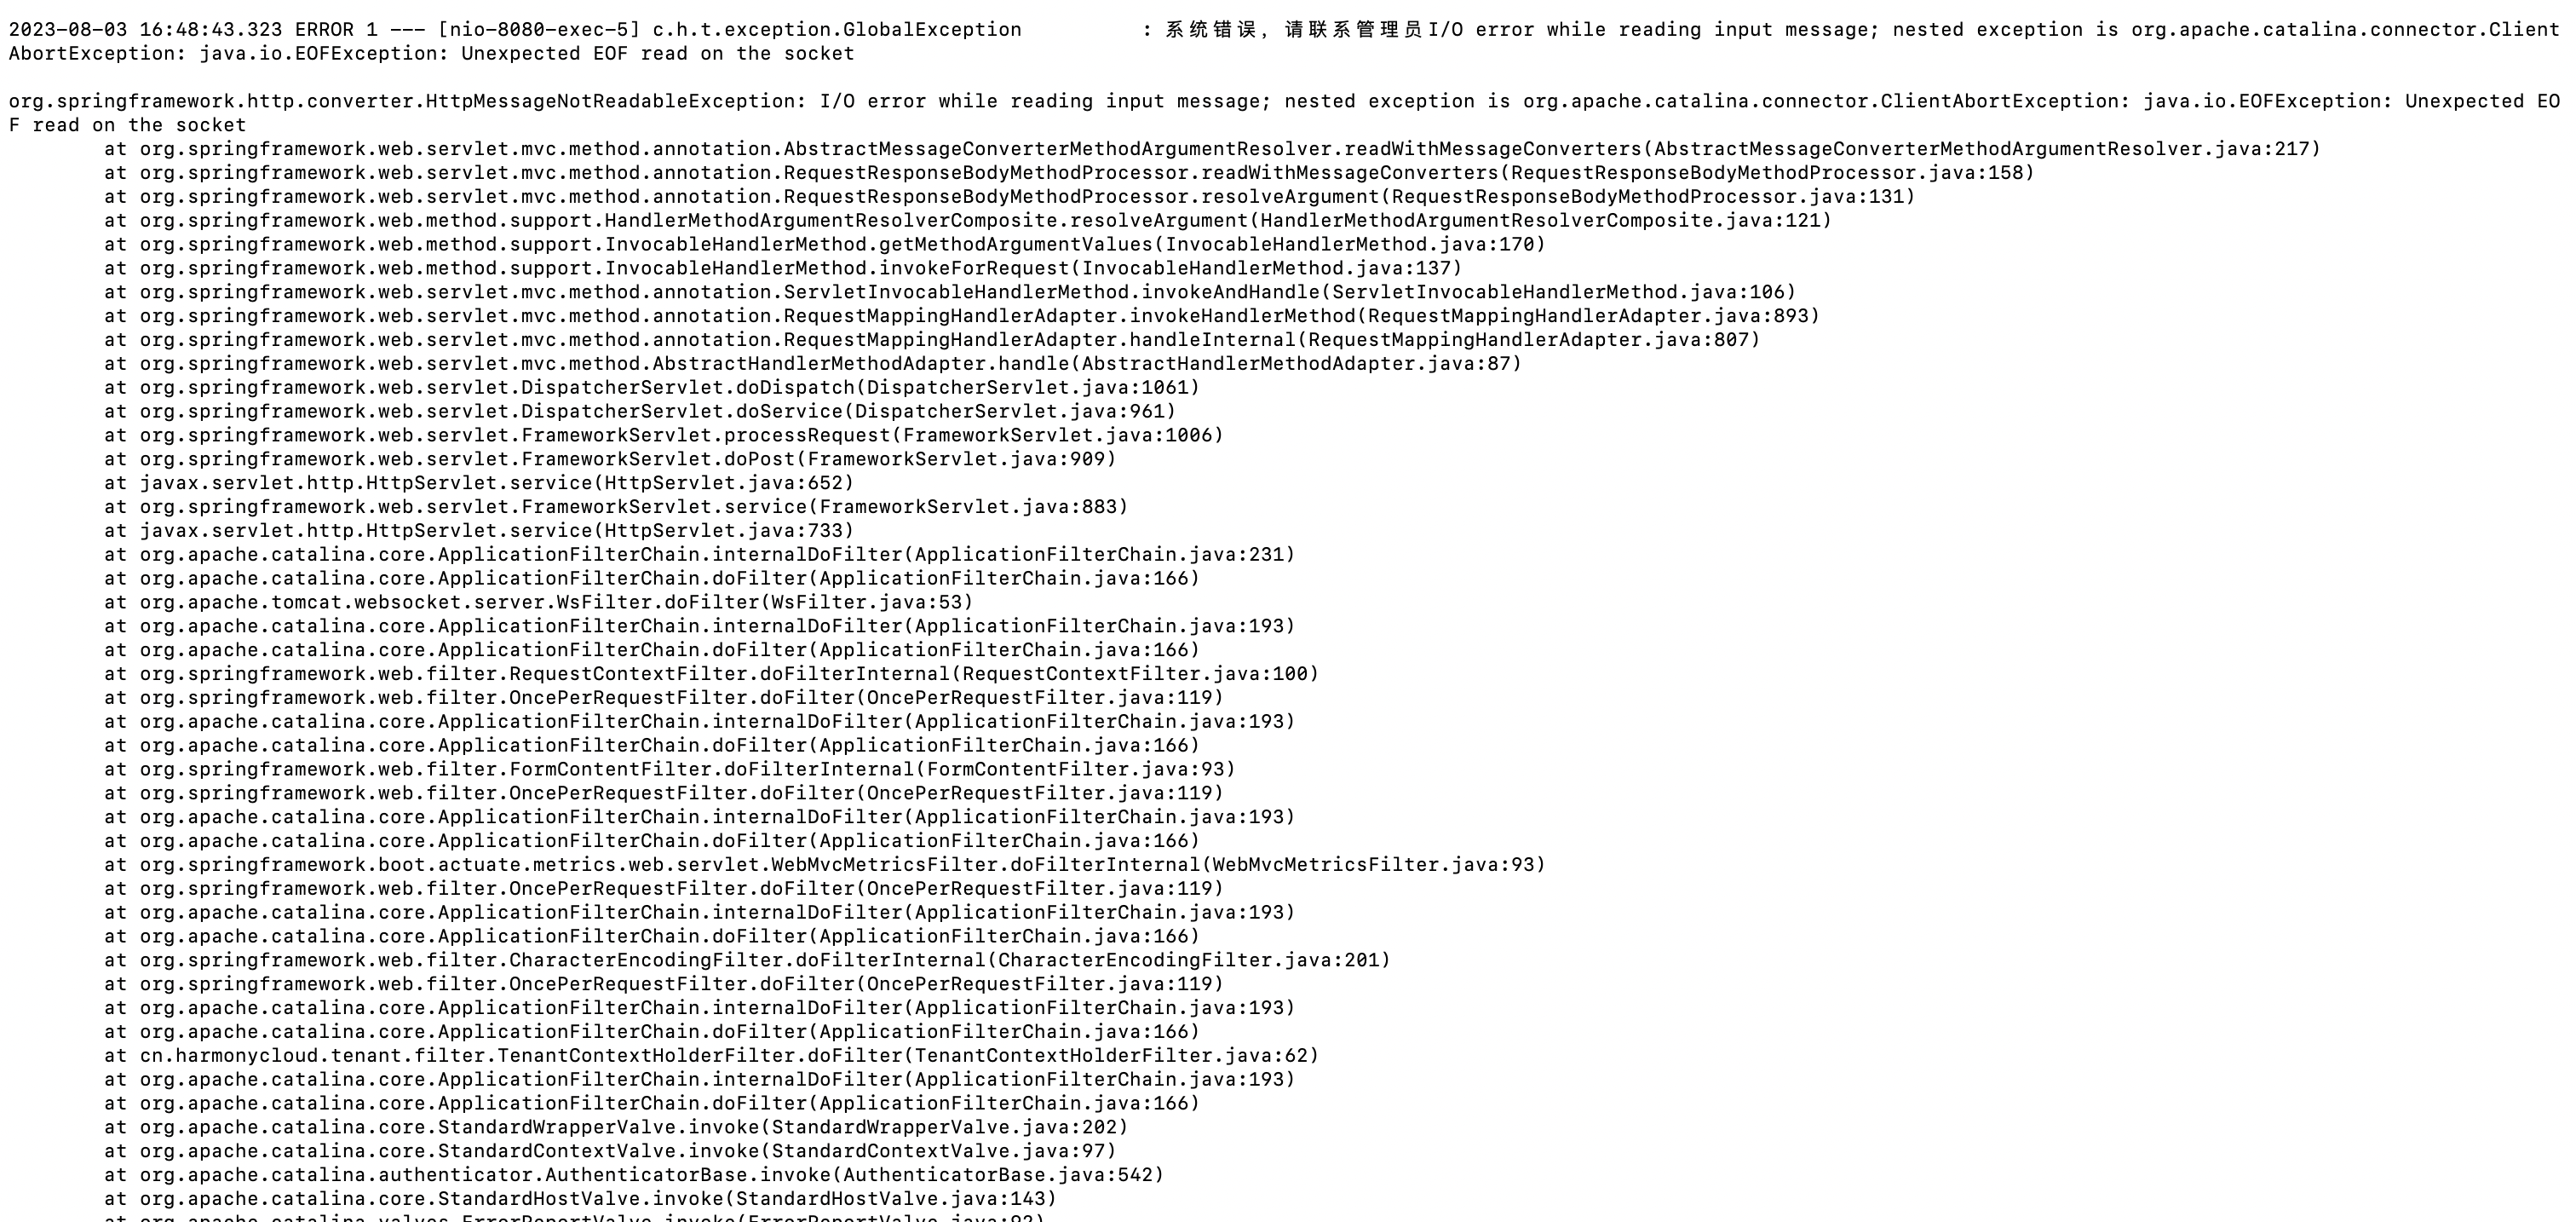 2023-08-03 16:48:43.323 ERROR 1 --- [nio-8080-exec-5] c.h.t.exception.GlobalException          : 系统错误，请联系管理员I/O error while reading input message; nested exception is org.apache.catalina.connector.Client
AbortException: java.io.EOFException: Unexpected EOF read on the socket
org.springframework.http.converter.HttpMessageNotReadableException: I/O error while reading input message; nested exception is org.apache.catalina.connector.ClientAbortException: java.io.EOFException: Unexpected EO
F read on the socket
at org.springframework.web.servlet.mvc.method.annotation.AbstractMessageConverterMethodArgumentResolver.readWithMessageConverters(AbstractMessageConverterMethodArgumentResolver.java:217)
at org.springframework.web.servlet.mvc.method.annotation.RequestResponseBodyMethodProcessor.readWithMessageConverters(RequestResponseBodyMethodProcessor.java:158)
at org.springframework.web.servlet.mvc.method.annotation.RequestResponseBodyMethodProcessor.resolveArgument(RequestResponseBodyMethodProcessor.java:131)
at org.springframework.web.method.support.HandlerMethodArgumentResolverComposite.resolveArgument(HandlerMethodArgumentResolverComposite.java:121)
at org.springframework.web.method.support.InvocableHandlerMethod.getMethodArgumentValues(InvocableHandlerMethod.java:170)
at org.springframework.web.method.support.InvocableHandlerMethod.invokeForRequest(InvocableHandlerMethod.java:137)
at org.springframework.web.servlet.mvc.method.annotation.ServletInvocableHandlerMethod.invokeAndHandle(ServletInvocableHandlerMethod.java:106)
at org.springframework.web.servlet.mvc.method.annotation.RequestMappingHandlerAdapter.invokeHandlerMethod(RequestMappingHandlerAdapter.java:893)
at org.springframework.web.servlet.mvc.method.annotation.RequestMappingHandlerAdapter.handleInternal(RequestMappingHandlerAdapter.java:807)
at org.springframework.web.servlet.mvc.method.AbstractHandlerMethodAdapter.handle(AbstractHandlerMethodAdapter.java:87)
at org.springframework.web.servlet.DispatcherServlet.doDispatch(DispatcherServlet.java:1061)
at org.springframework.web.servlet.DispatcherServlet.doService(DispatcherServlet.java:961)
at org.springframework.web.servlet.FrameworkServlet.processRequest(FrameworkServlet.java:1006)
at org.springframework.web.servlet.FrameworkServlet.doPost(FrameworkServlet.java:909)
at javax.servlet.http.HttpServlet.service(HttpServlet.java:652)
at org.springframework.web.servlet.FrameworkServlet.service(FrameworkServlet.java:883)
at javax.servlet.http.HttpServlet.service(HttpServlet.java:733)
at org.apache.catalina.core.ApplicationFilterChain.internalDoFilter(ApplicationFilterChain.java:231)
at org.apache.catalina.core.ApplicationFilterChain.doFilter(ApplicationFilterChain.java:166)
at org.apache.tomcat.websocket.server.WsFilter.doFilter(WsFilter.java:53)
at org.apache.catalina.core.ApplicationFilterChain.internalDoFilter(ApplicationFilterChain.java:193)
at org.apache.catalina.core.ApplicationFilterChain.doFilter(ApplicationFilterChain.java:166)
at org.springframework.web.filter.RequestContextFilter.doFilterInternal(RequestContextFilter.java:100)
at org.springframework.web.filter.OncePerRequestFilter.doFilter(OncePerRequestFilter.java:119)
at org.apache.catalina.core.ApplicationFilterChain.internalDoFilter(ApplicationFilterChain.java:193)
at org.apache.catalina.core.ApplicationFilterChain.doFilter(ApplicationFilterChain.java:166)
at org.springframework.web.filter.FormContentFilter.doFilterInternal(FormContentFilter.java:93)
at org.springframework.web.filter.OncePerRequestFilter.doFilter(OncePerRequestFilter.java:119)
at org.apache.catalina.core.ApplicationFilterChain.internalDoFilter(ApplicationFilterChain.java:193)
at org.apache.catalina.core.ApplicationFilterChain.doFilter(ApplicationFilterChain.java:166)
at org.springframework.boot.actuate.metrics.web.servlet.WebMvcMetricsFilter.doFilterInternal(WebMvcMetricsFilter.java:93)
at org.springframework.web.filter.OncePerRequestFilter.doFilter(OncePerRequestFilter.java:119)
at org.apache.catalina.core.ApplicationFilterChain.internalDoFilter(ApplicationFilterChain.java:193)
at org.apache.catalina.core.ApplicationFilterChain.doFilter(ApplicationFilterChain.java:166)
at org.springframework.web.filter.CharacterEncodingFilter.doFilterInternal(CharacterEncodingFilter.java:201)
at org.springframework.web.filter.OncePerRequestFilter.doFilter(OncePerRequestFilter.java:119)
at org.apache.catalina.core.ApplicationFilterChain.internalDoFilter(ApplicationFilterChain.java:193)
at org.apache.catalina.core.ApplicationFilterChain.doFilter(ApplicationFilterChain.java:166)
at cn.harmonycloud.tenant.filter.TenantContextHolderFilter.doFilter(TenantContextHolderFilter.java:62)
at org.apache.catalina.core.ApplicationFilterChain.internalDoFilter(ApplicationFilterChain.java:193)
at org.apache.catalina.core.ApplicationFilterChain.doFilter(ApplicationFilterChain.java:166)
at org.apache.catalina.core.StandardWrapperValve.invoke(StandardWrapperValve.java:202)
at org.apache.catalina.core.StandardContextValve.invoke(StandardContextValve.java:97)
at org.apache.catalina.authenticator.AuthenticatorBase.invoke(AuthenticatorBase.java:542)
at org.apache.catalina.core.StandardHostValve.invoke(StandardHostValve.java:143)
at org.apache.catalina.valves.ErrorReportValve.invoke(ErrorReportValve.java:92)